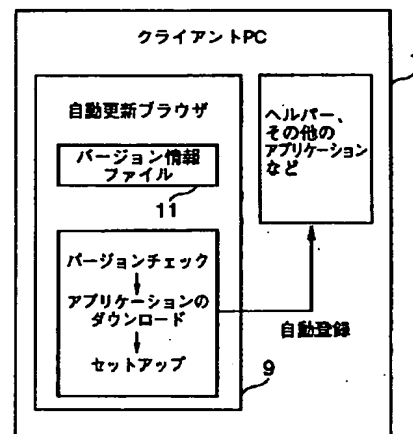 クライアントPC
自動更新ブラウザ
バージョン情報
ファイル
11
バージョンチェック
アプリケーションの
ダウンロード
セットアップ
9
ヘルパー、
その他の
アプリケーション
など
自動登録